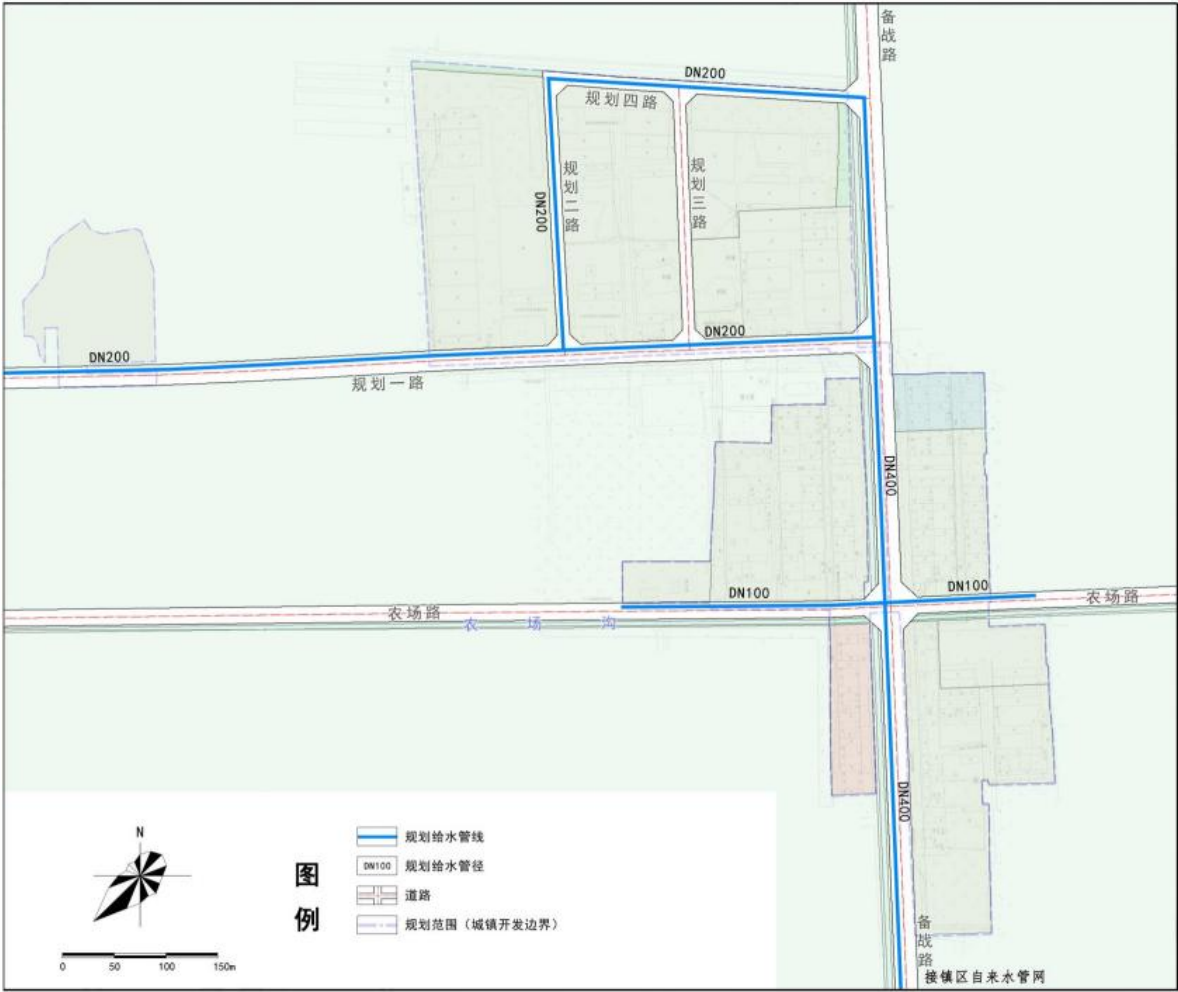 备战路
DN200
规划四路
规划二路
规划三路
DN200
DN200
DN200
规划一路
DN400
DN100
DN100
农场路
农场路
农场沟
DN400
备战路
接镇区自来水管网
N
0 50 100 150m
图例
规划给水管线
DN100 规划给水管径
道路
规划范围（城镇开发边界）